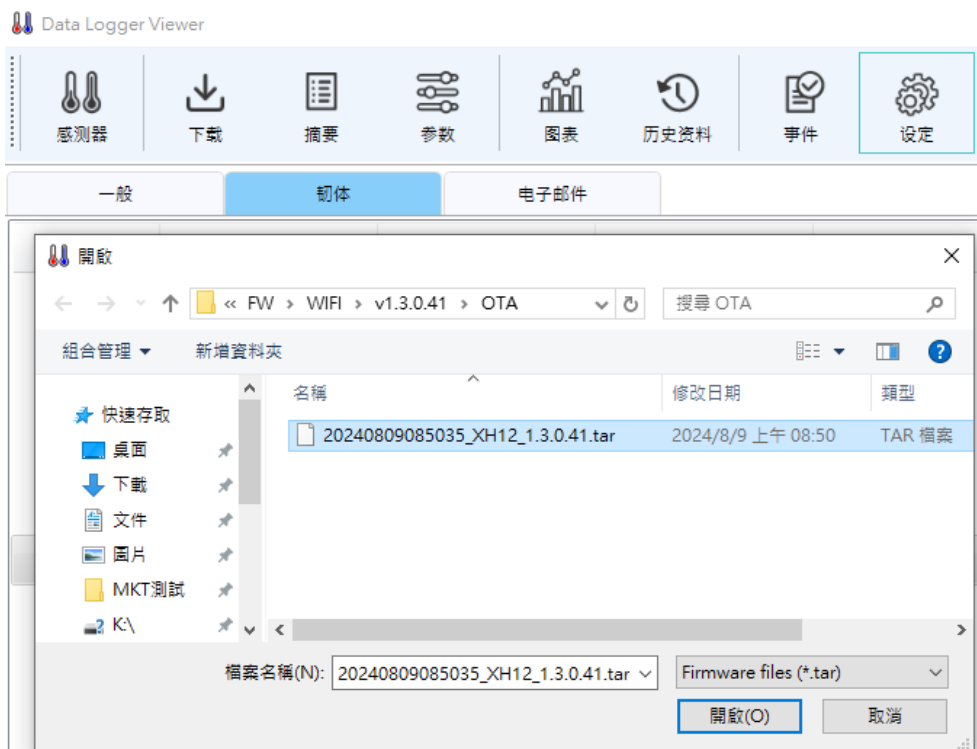 Data Logger Viewer
感测器 下载 摘要 参数 图表 历史资料 事件 设定
一般 韧体 电子邮件
開啟
« FW › WIFI › v1.3.0.41 › OTA 搜尋 OTA
組合管理 新增資料夾
名稱 修改日期 類型
快速存取
20240809085035_XH12_1.3.0.41.tar 2024/8/9 上午 08:50 TAR 檔案
桌面
下載
文件
圖片
MKT測試
K:\
檔案名稱(N): 20240809085035_XH12_1.3.0.41.tar Firmware files (*.tar)
開啟(O) 取消